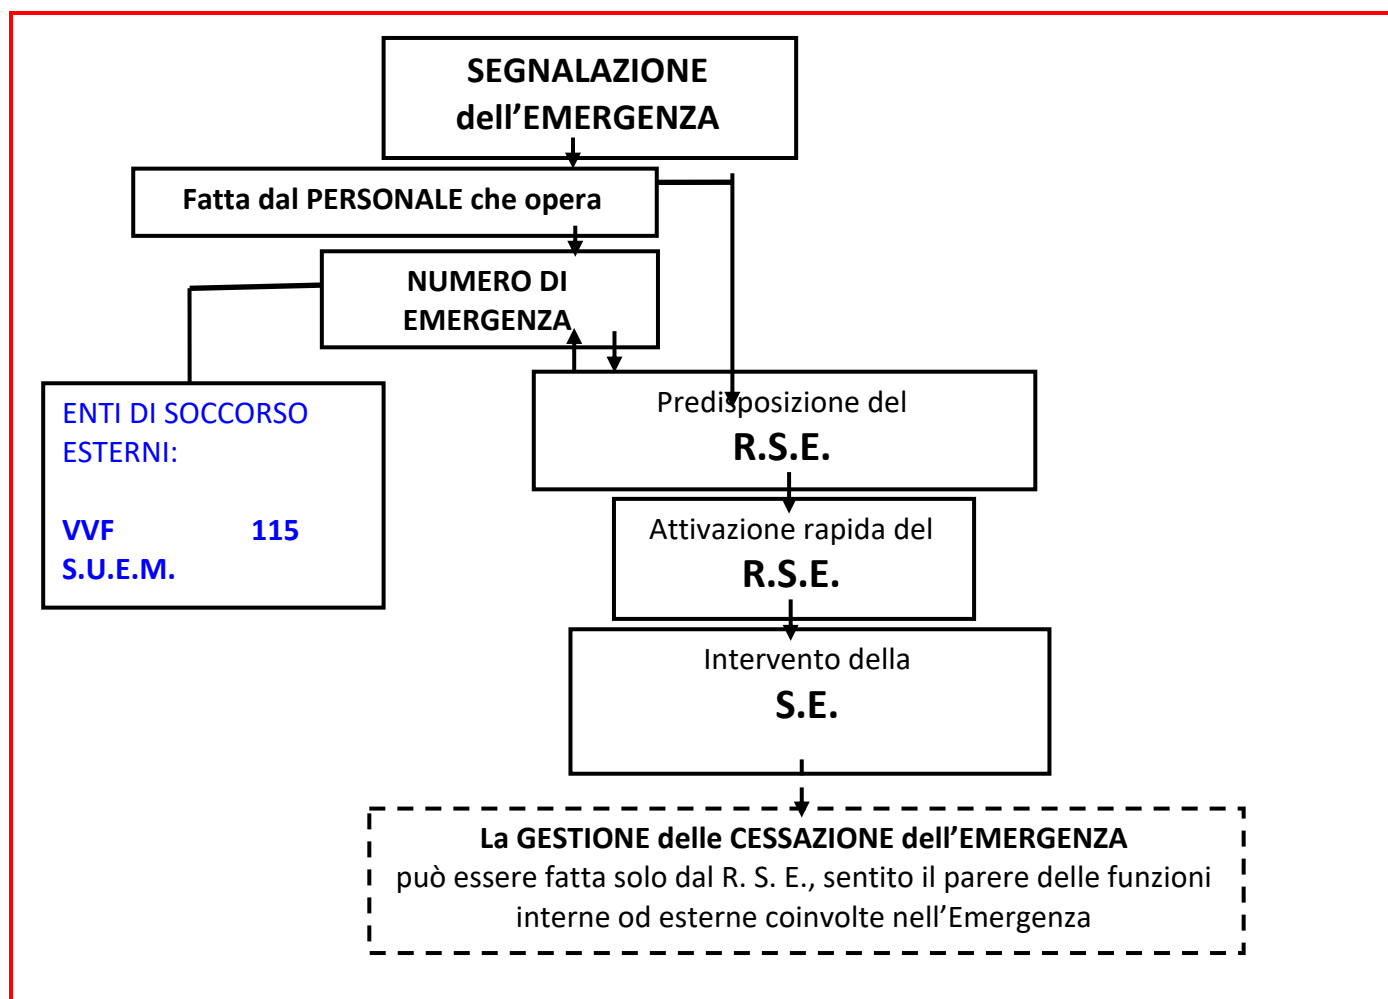 SEGNALAZIONE
dell’EMERGENZA
Fatta dal PERSONALE che opera
NUMERO DI
EMERGENZA
ENTI DI SOCCORSO
ESTERNI:
VVF 115
S.U.E.M.
Predisposizione del
R.S.E.
Attivazione rapida del
R.S.E.
Intervento della
S.E.
La GESTIONE delle CESSAZIONE dell’EMERGENZA
può essere fatta solo dal R. S. E., sentito il parere delle funzioni
interne od esterne coinvolte nell’Emergenza